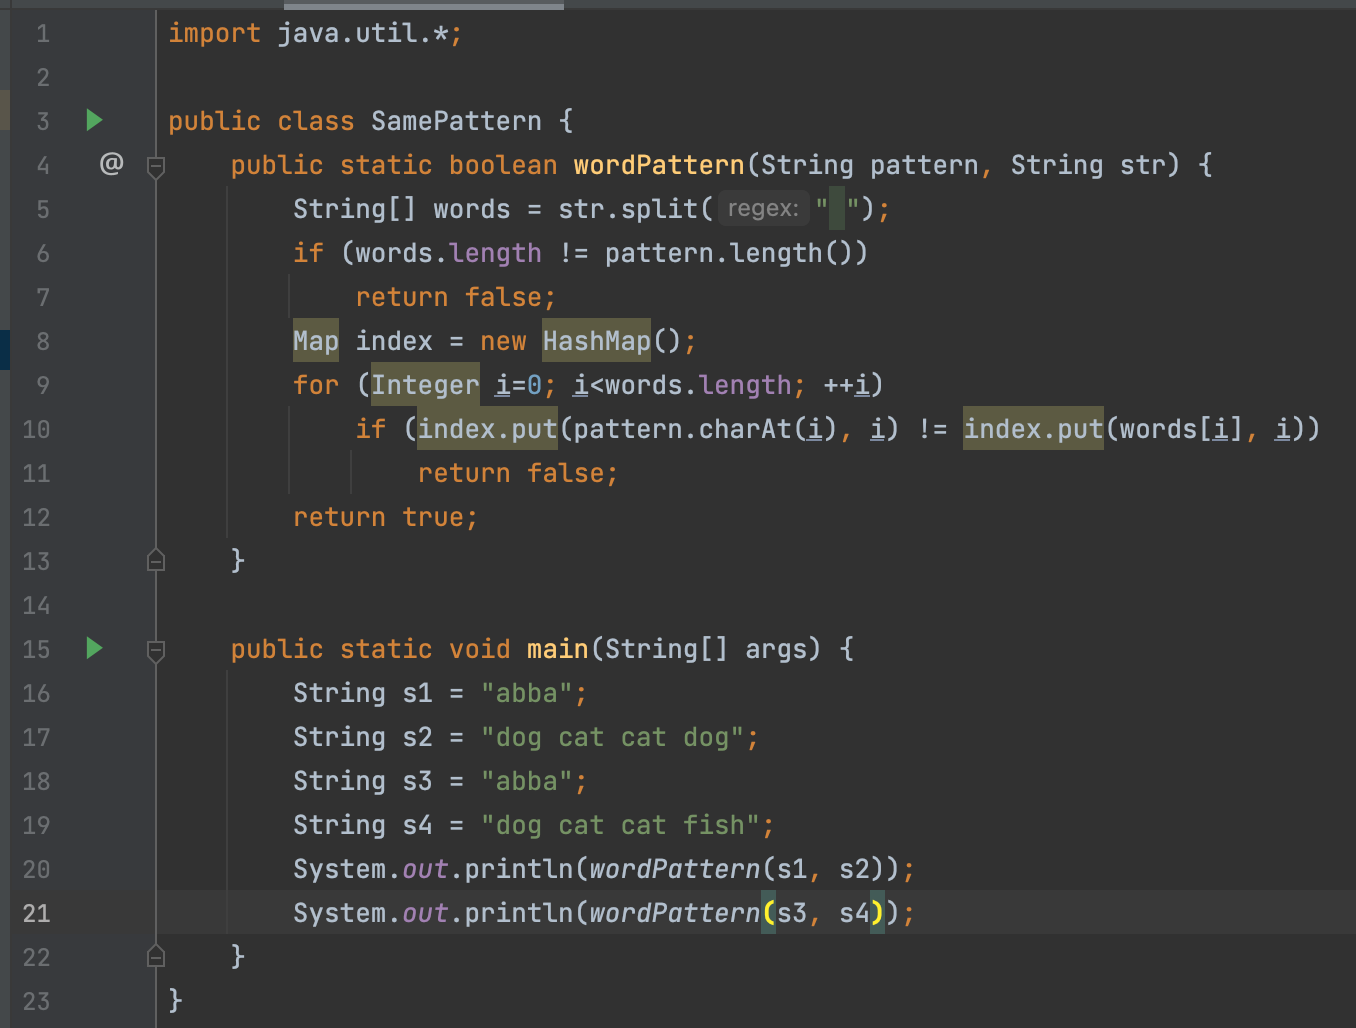 1 import java.util.*;
2
3 public class SamePattern {
4 @ public static boolean wordPattern(String pattern, String str) {
5 String[] words = str.split( regex: " ");
6 if (words.length != pattern.length())
7 return false;
8 Map index = new HashMap();
9 for (Integer i=0; i<words.length; ++i)
10 if (index.put(pattern.charAt(i), i) != index.put(words[i], i))
11 return false;
12 return true;
13 }
14
15 public static void main(String[] args) {
16 String s1 = "abba";
17 String s2 = "dog cat cat dog";
18 String s3 = "abba";
19 String s4 = "dog cat cat fish";
20 System.out.println(wordPattern(s1, s2));
21 System.out.println(wordPattern(s3, s4));
22 }
23 }